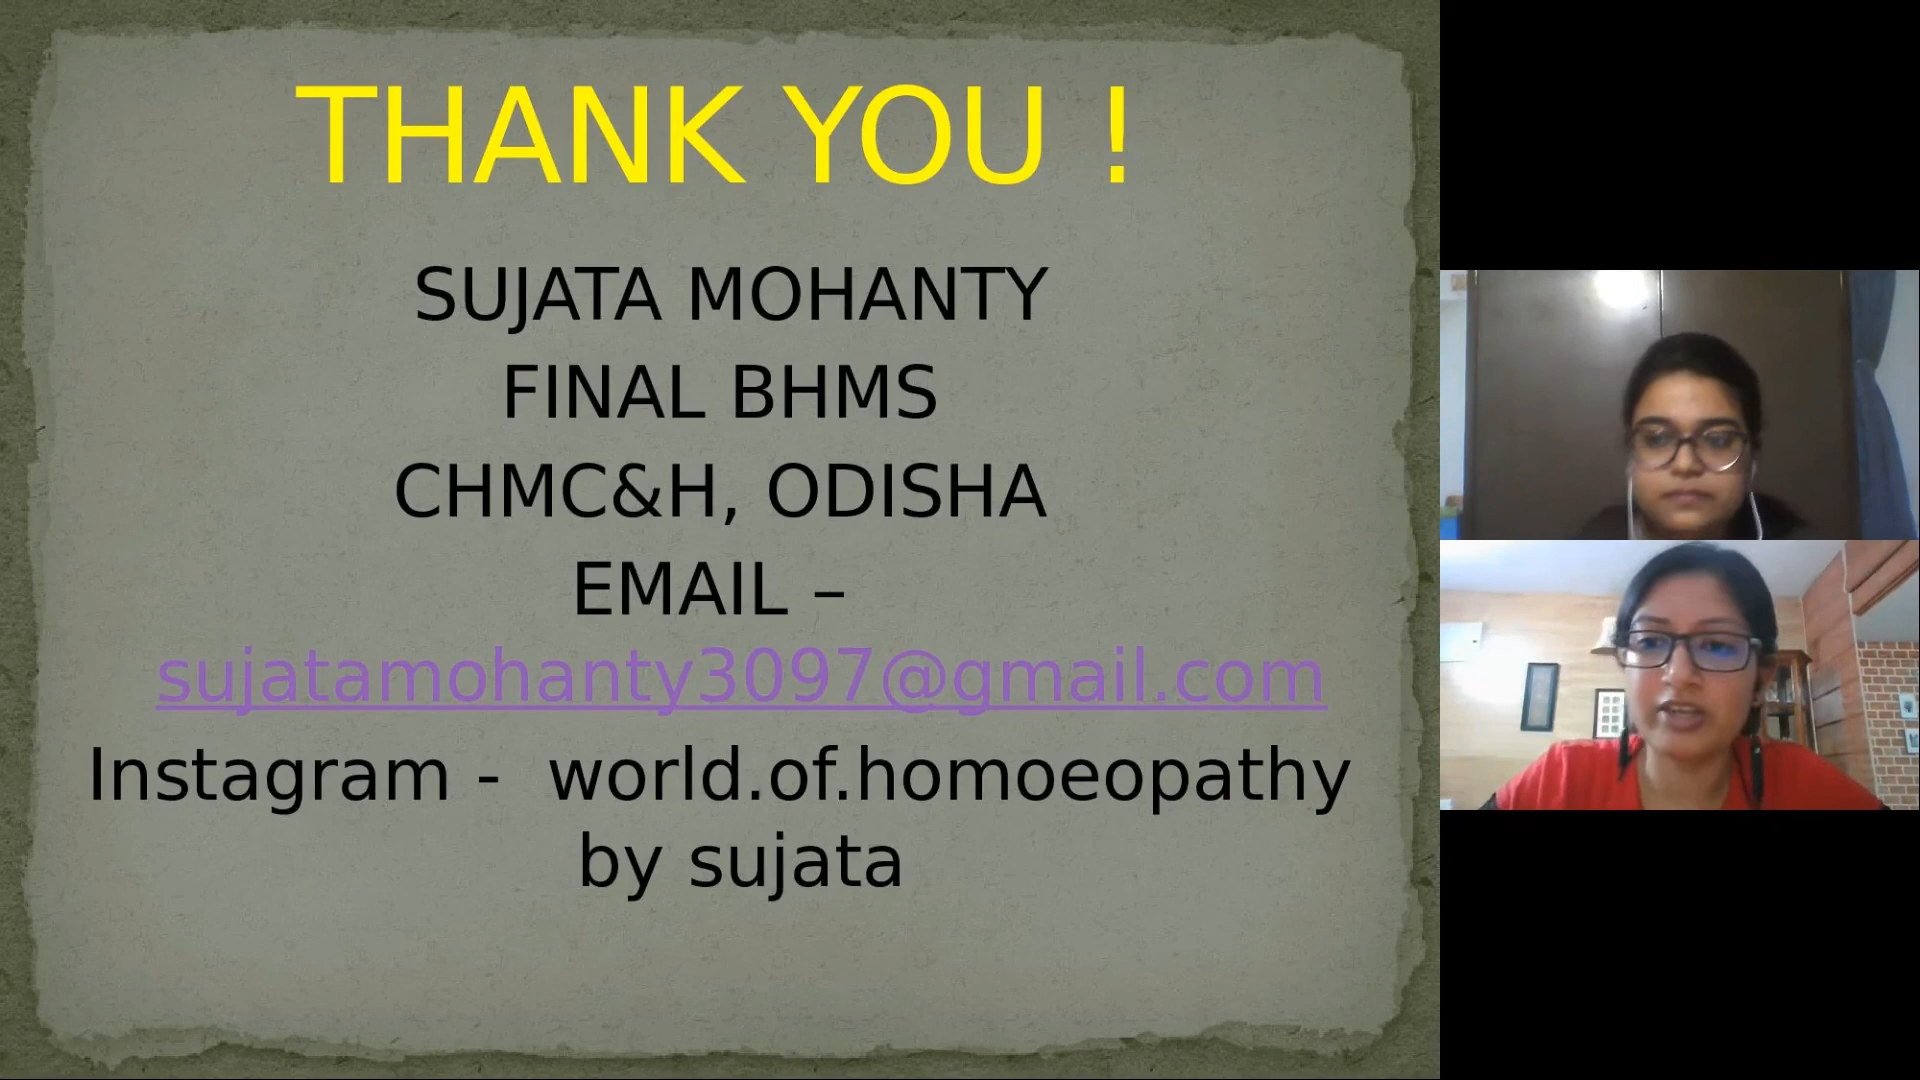 THANK YOU !
SUJATA MOHANTY
FINAL BHMS
CHMC&H, ODISHA
EMAIL –
sujatamohanty3097@gmail.com
Instagram - world.of.homoeopathy
by sujata